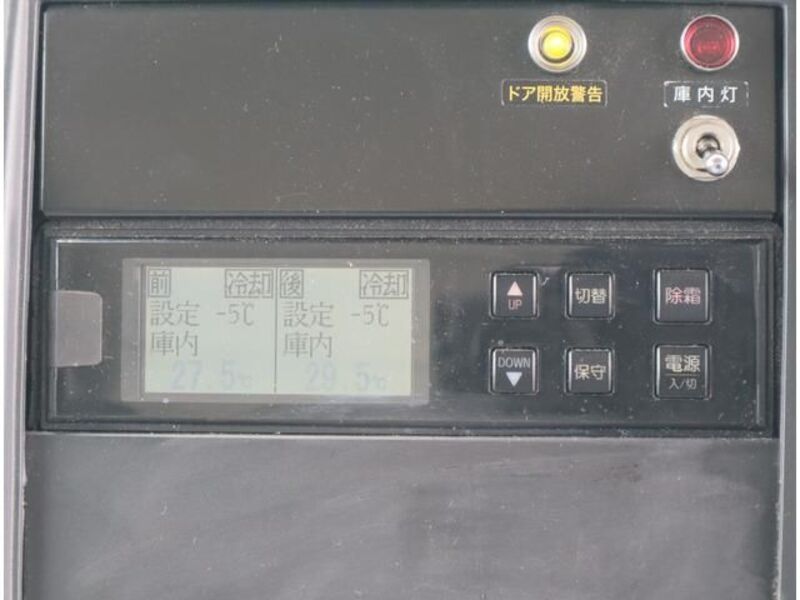 ドア開放警告
庫内灯
前 冷却 後 冷却
設定 -5℃ 設定 -5℃
庫内 庫内
27.5℃ 29.5℃
UP
切替
除霜
DOWN
保守
電源
入/切